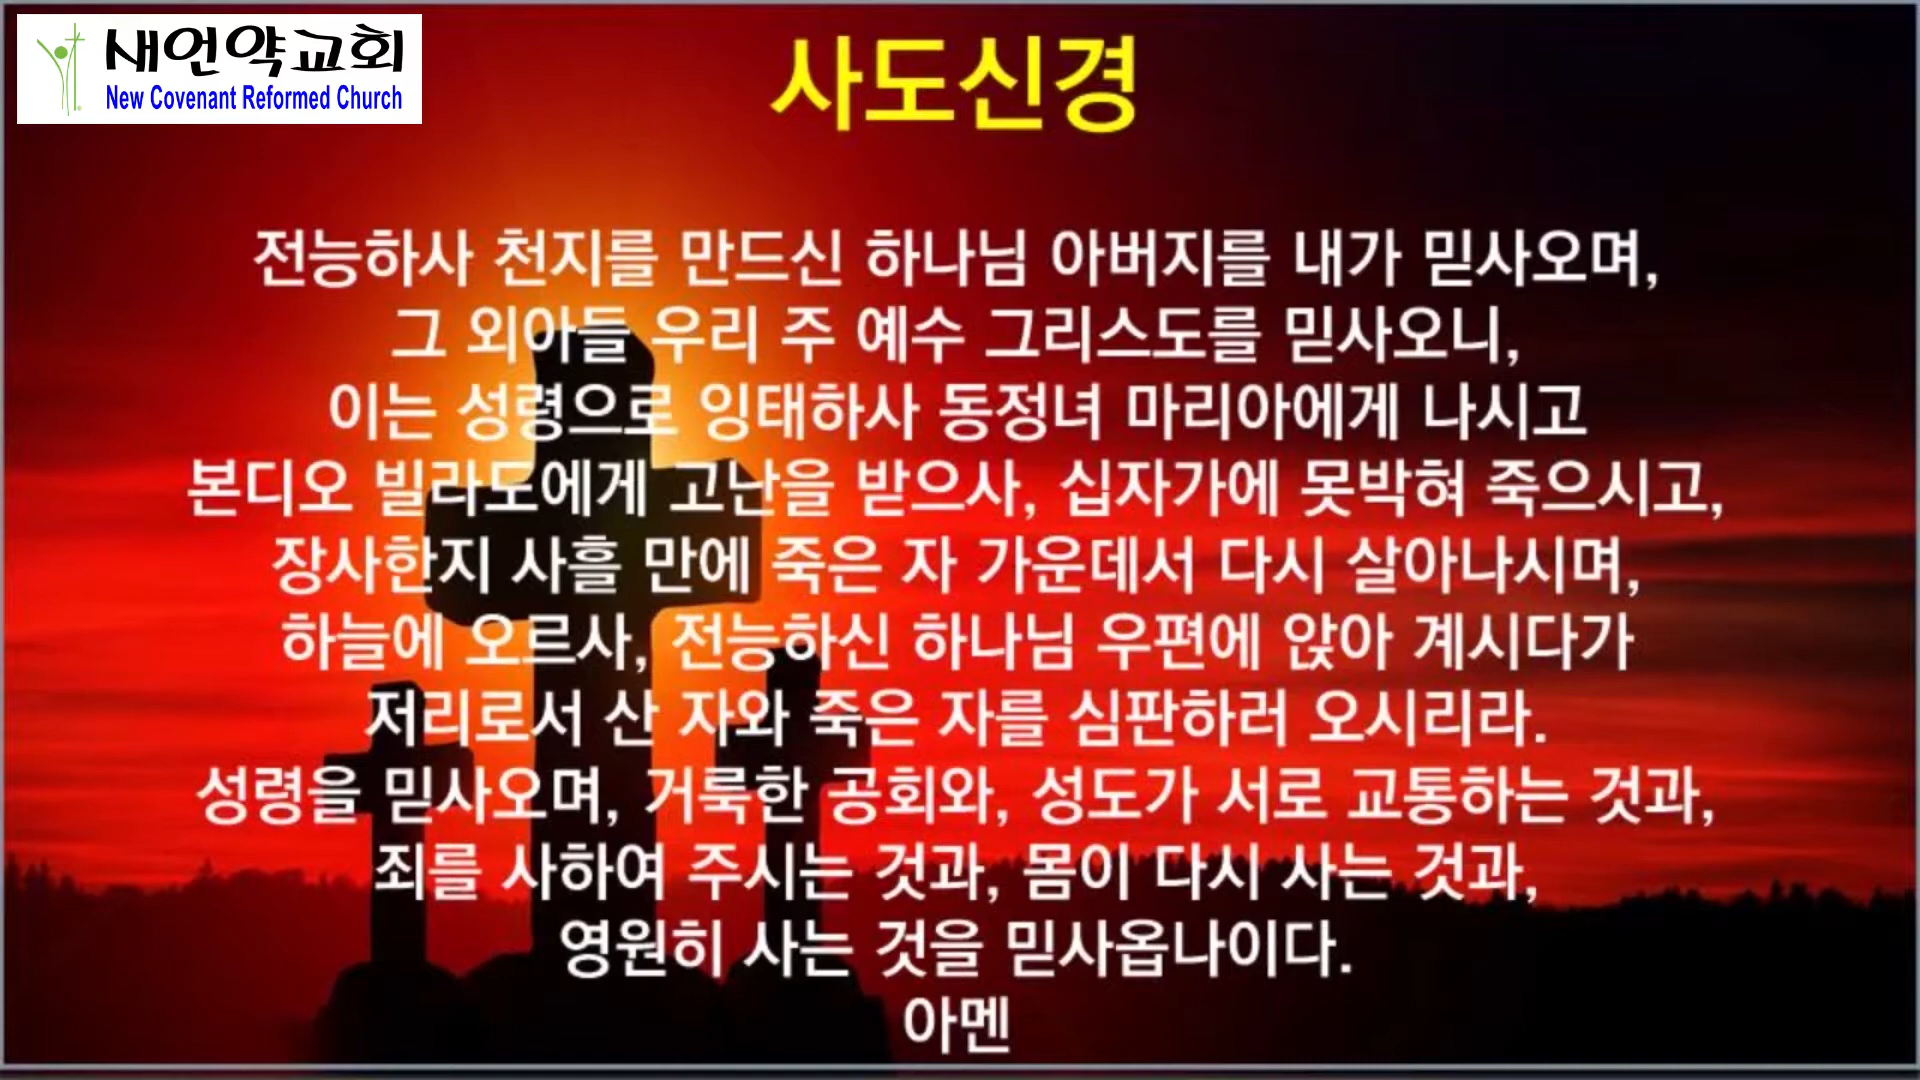 새언약교회
New Covenant Reformed Church
사도신경
전능하사 천지를 만드신 하나님 아버지를 내가 믿사오며,
그 외아들 우리 주 예수 그리스도를 믿사오니,
이는 성령으로 잉태하사 동정녀 마리아에게 나시고
본디오 빌라도에게 고난을 받으사, 십자가에 못박혀 죽으시고,
장사한지 사흘 만에 죽은 자 가운데서 다시 살아나시며,
하늘에 오르사, 전능하신 하나님 우편에 앉아 계시다가
저리로서 산 자와 죽은 자를 심판하러 오시리라.
성령을 믿사오며, 거룩한 공회와, 성도가 서로 교통하는 것과,
죄를 사하여 주시는 것과, 몸이 다시 사는 것과,
영원히 사는 것을 믿사옵나이다.
아멘